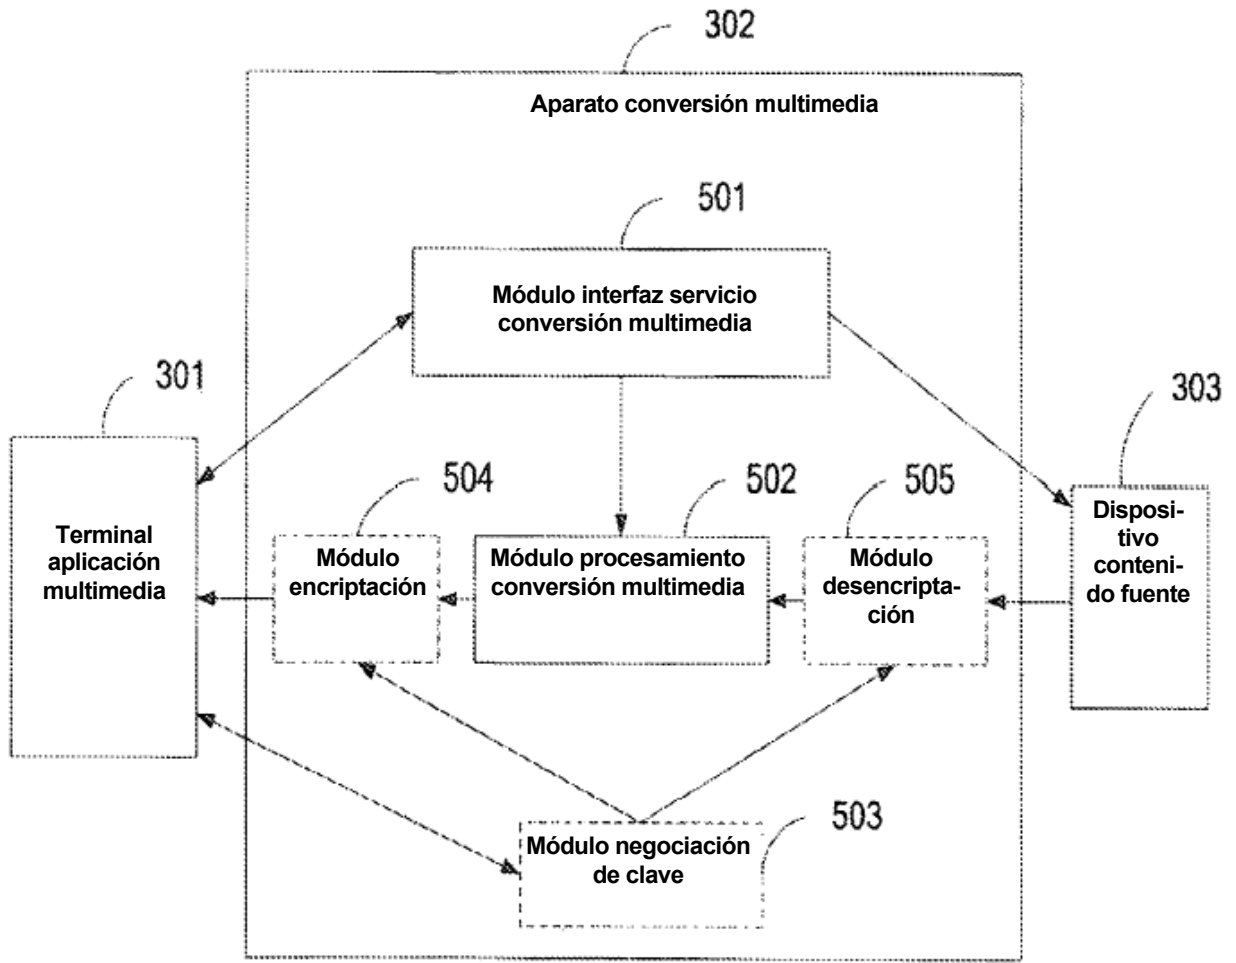 302
Aparato conversión multimedia
501
Módulo interfaz servicio
conversión multimedia
301
303
504
502
505
Terminal
aplicación
multimedia
Módulo
encriptación
Módulo procesamiento
conversión multimedia
Módulo
desencripta-
ción
Disposi-
tivo
conteni-
do fuente
503
Módulo negociación
de clave